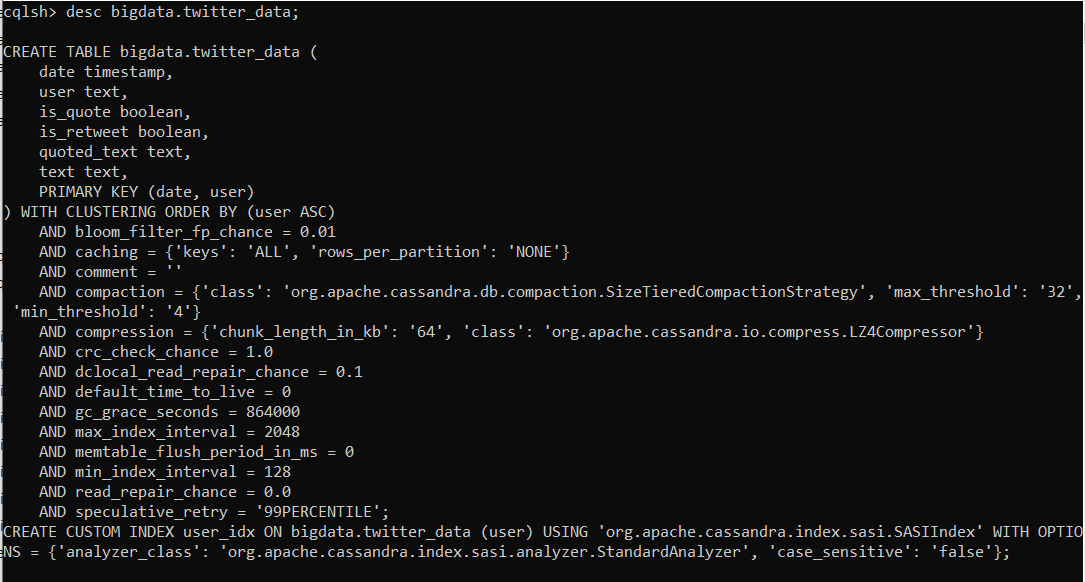 cqlsh> desc bigdata.twitter_data;

CREATE TABLE bigdata.twitter_data (
    date timestamp,
    user text,
    is_quote boolean,
    is_retweet boolean,
    quoted_text text,
    text text,
    PRIMARY KEY (date, user)
) WITH CLUSTERING ORDER BY (user ASC)
    AND bloom_filter_fp_chance = 0.01
    AND caching = {'keys': 'ALL', 'rows_per_partition': 'NONE'}
    AND comment = ''
    AND compaction = {'class': 'org.apache.cassandra.db.compaction.SizeTieredCompactionStrategy', 'max_threshold': '32',
 'min_threshold': '4'}
    AND compression = {'chunk_length_in_kb': '64', 'class': 'org.apache.cassandra.io.compress.LZ4Compressor'}
    AND crc_check_chance = 1.0
    AND dclocal_read_repair_chance = 0.1
    AND default_time_to_live = 0
    AND gc_grace_seconds = 864000
    AND max_index_interval = 2048
    AND memtable_flush_period_in_ms = 0
    AND min_index_interval = 128
    AND read_repair_chance = 0.0
    AND speculative_retry = '99PERCENTILE';
CREATE CUSTOM INDEX user_idx ON bigdata.twitter_data (user) USING 'org.apache.cassandra.index.sasi.SASIIndex' WITH OPTIO
NS = {'analyzer_class': 'org.apache.cassandra.index.sasi.analyzer.StandardAnalyzer', 'case_sensitive': 'false'};